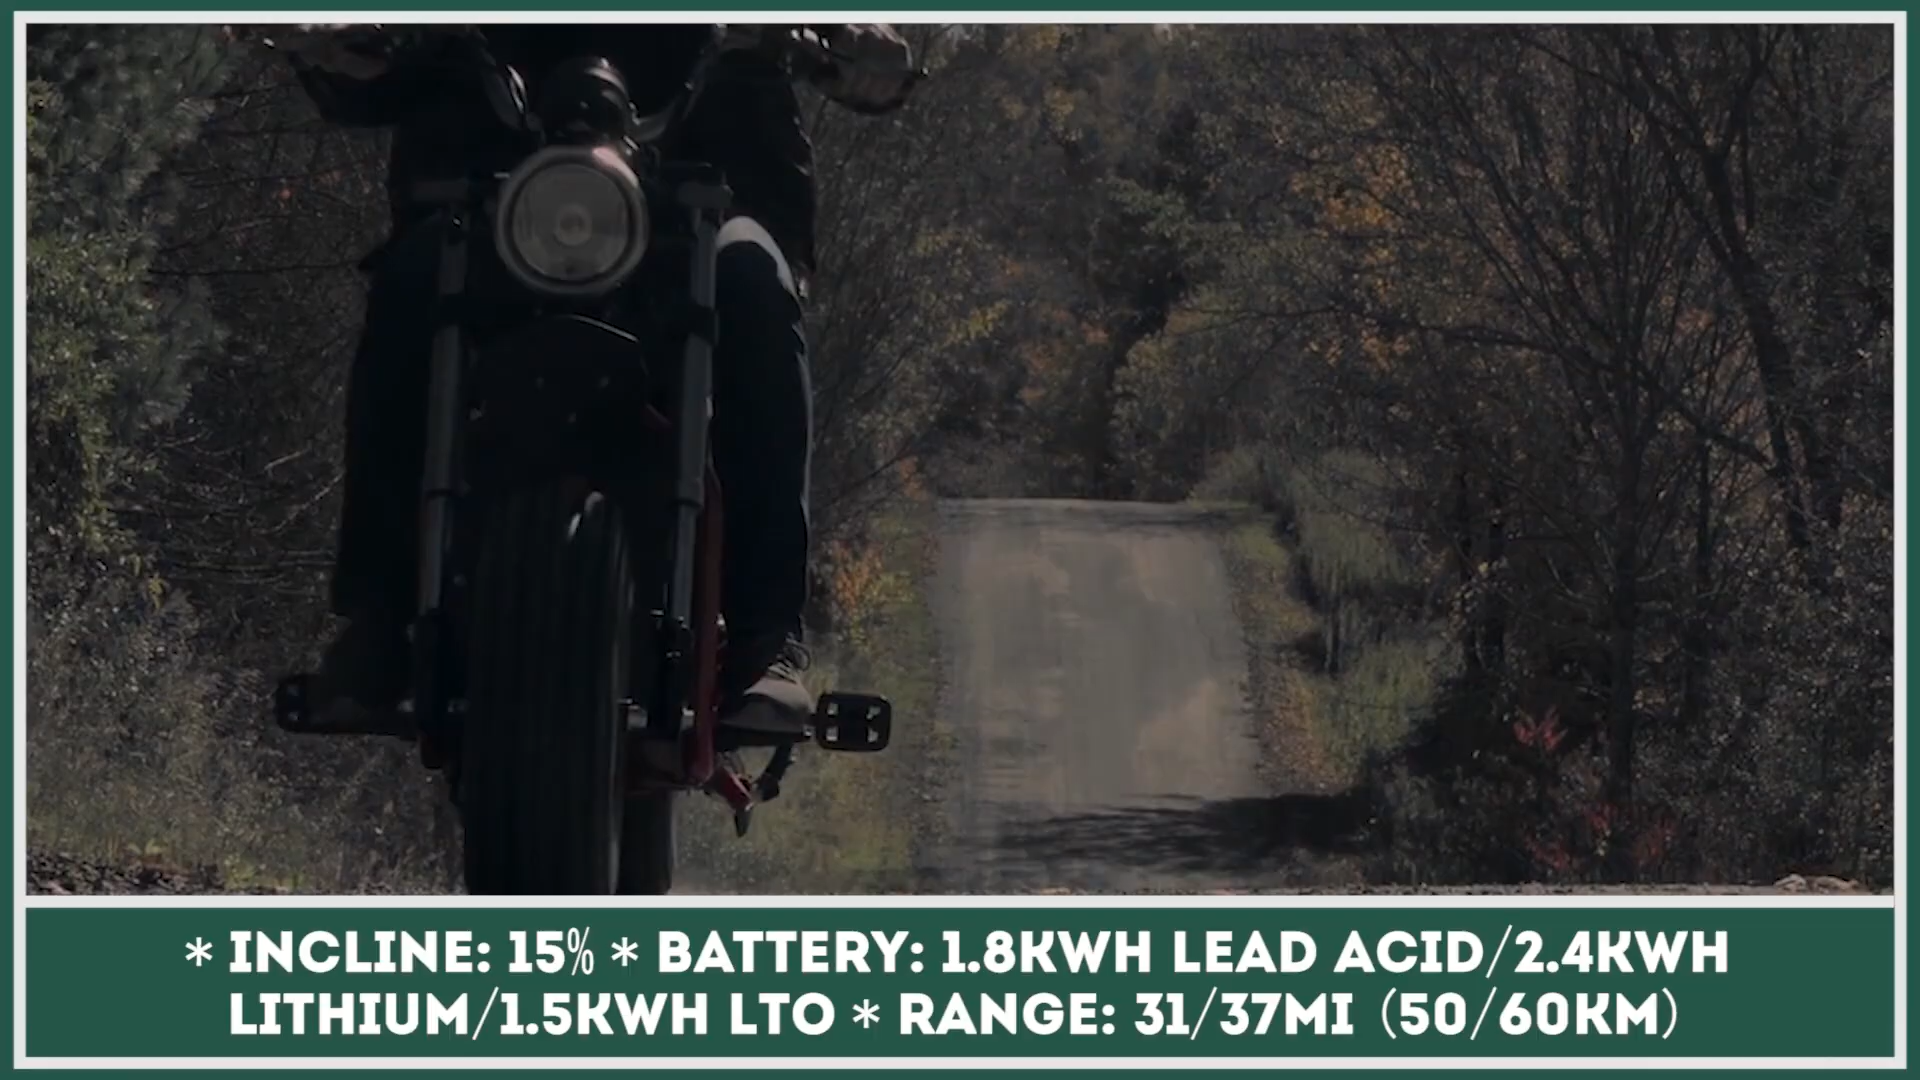 * INCLINE: 15% * BATTERY: 1.8KWH LEAD ACID/2.4KWH
LITHIUM/1.5KWH LTO * RANGE: 31/37MI (50/60KM)